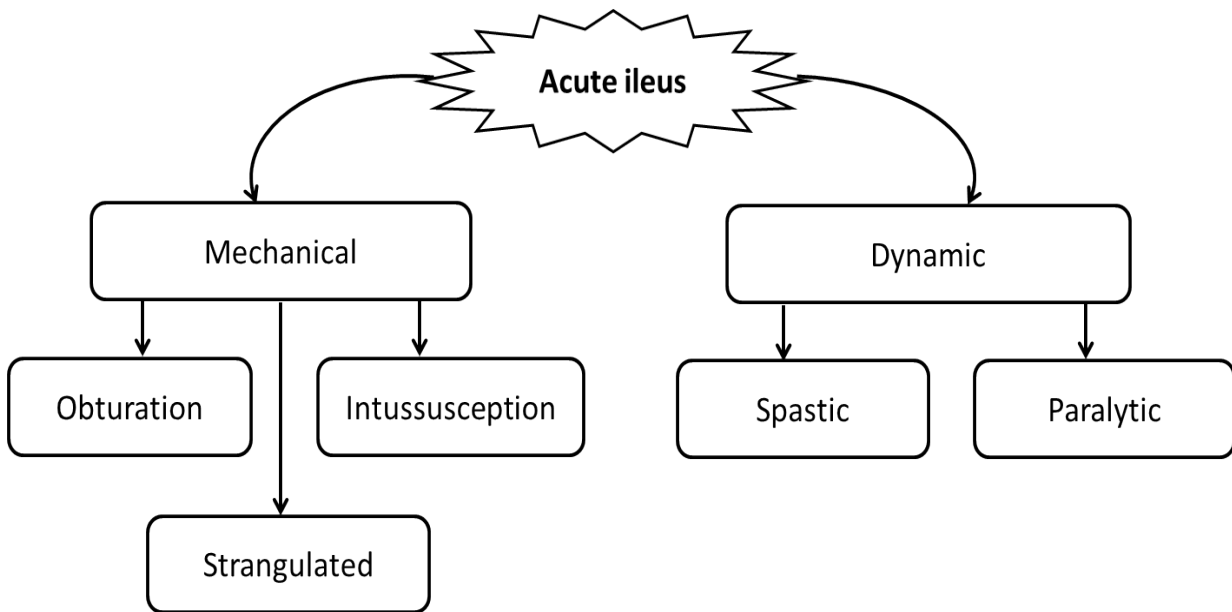 Acute ileus
Mechanical
Dynamic
Obturation
Intussusception
Spastic
Paralytic
Strangulated